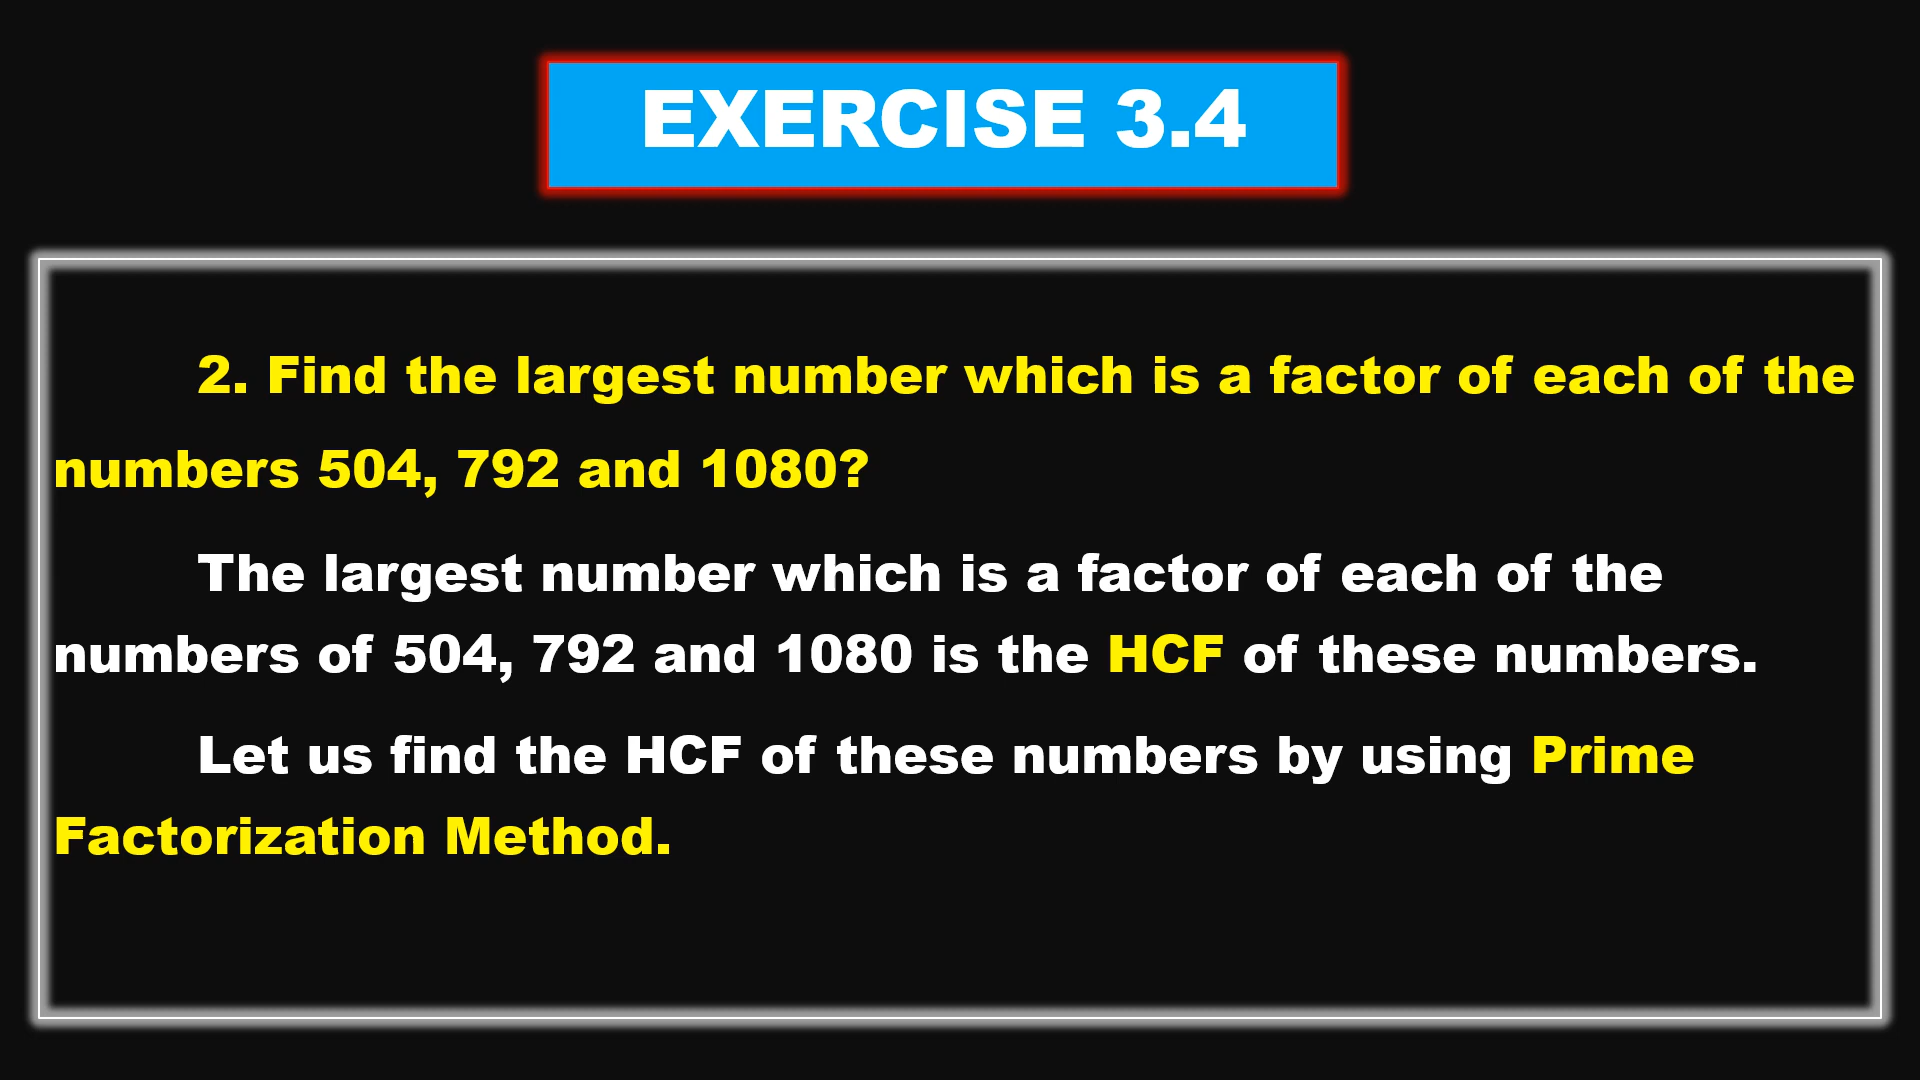 EXERCISE 3.4
2. Find the largest number which is a factor of each of the
numbers 504, 792 and 1080?
The largest number which is a factor of each of the
numbers of 504, 792 and 1080 is the HCF of these numbers.
Let us find the HCF of these numbers by using Prime
Factorization Method.